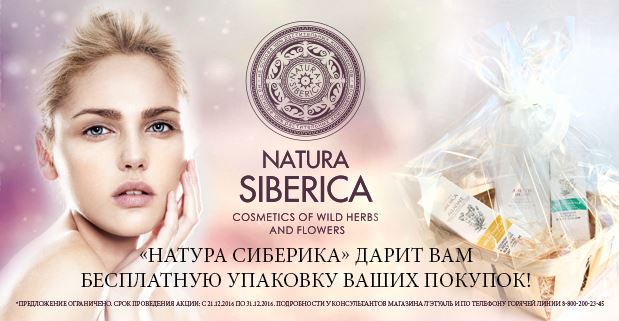 NATURA
SIBERICA
NATURA
SIBERICA
COSMETICS OF WILD HERBS
AND FLOWERS
«НАТУРА СИБЕРИКА» ДАРИТ ВАМ
БЕСПЛАТНУЮ УПАКОВКУ ВАШИХ ПОКУПОК!
*ПРЕДЛОЖЕНИЕ ОГРАНИЧЕНО. СРОК ПРОВЕДЕНИЯ АКЦИИ: С 21.12.2016 ПО 31.12.2016. ПОДРОБНОСТИ У КОНСУЛЬТАНТОВ МАГАЗИНА Л'ЭТУАЛЬ И ПО ТЕЛЕФОНУ ГОРЯЧЕЙ ЛИНИИ 8-800-200-23-45